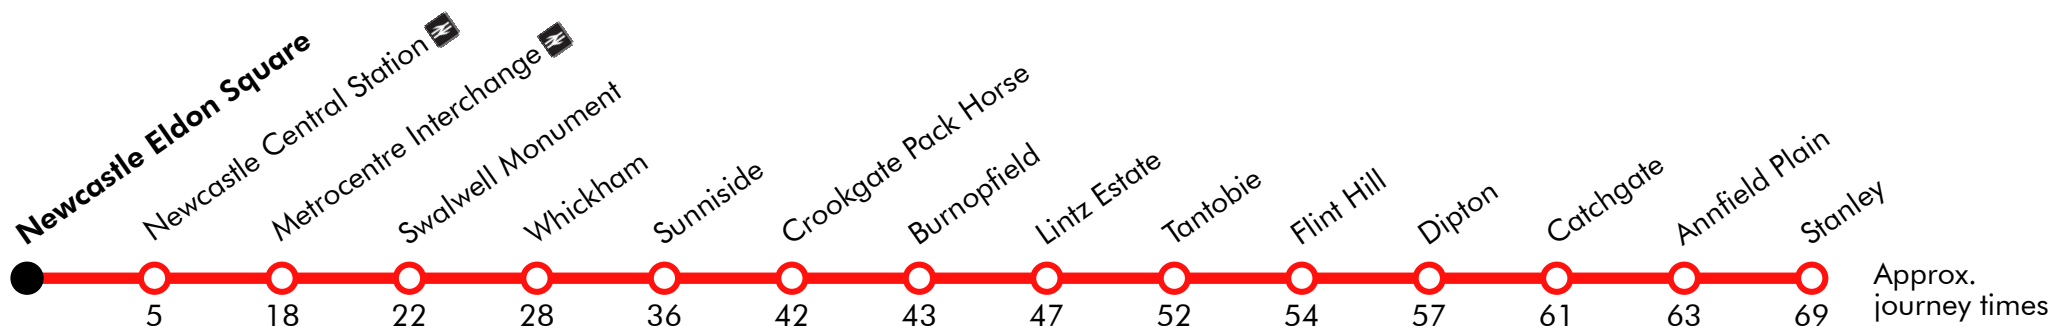 Newcastle Eldon Square
Newcastle Central Station
Metrocentre Interchange
Swalwell Monument
Whickham
Sunniside
Crookgate Pack Horse
Burnopfield
Lintz Estate
Tantobie
Flint Hill
Dipton
Catchgate
Annfield Plain
Stanley
5
18
22
28
36
42
43
47
52
54
57
61
63
69
Approx.
journey times